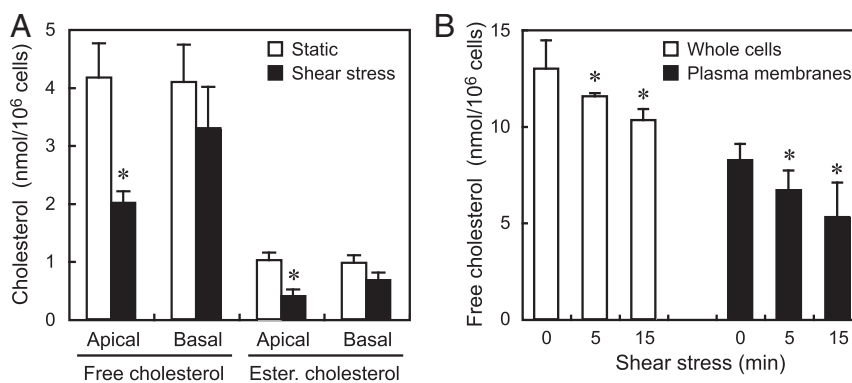 A
Cholesterol (nmol/10⁶ cells)
5
4
3
2
1
0
Static
Shear stress
*
*
Apical Basal Apical Basal
Free cholesterol Ester. cholesterol
B
Free cholesterol (nmol/10⁶ cells)
15
10
5
0
Whole cells
Plasma membranes
* * * *
0 5 15 0 5 15
Shear stress (min)